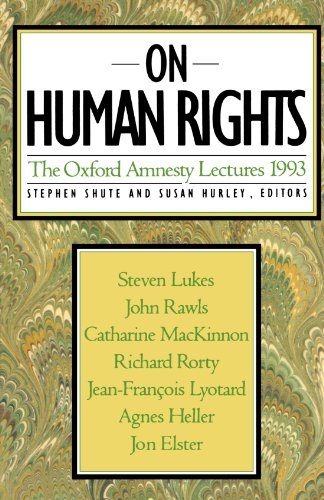 ON
HUMAN RIGHTS
The Oxford Amnesty Lectures 1993
STEPHEN SHUTE AND SUSAN HURLEY, EDITORS
Steven Lukes
John Rawls
Catharine MacKinnon
Richard Rorty
Jean-François Lyotard
Agnes Heller
Jon Elster